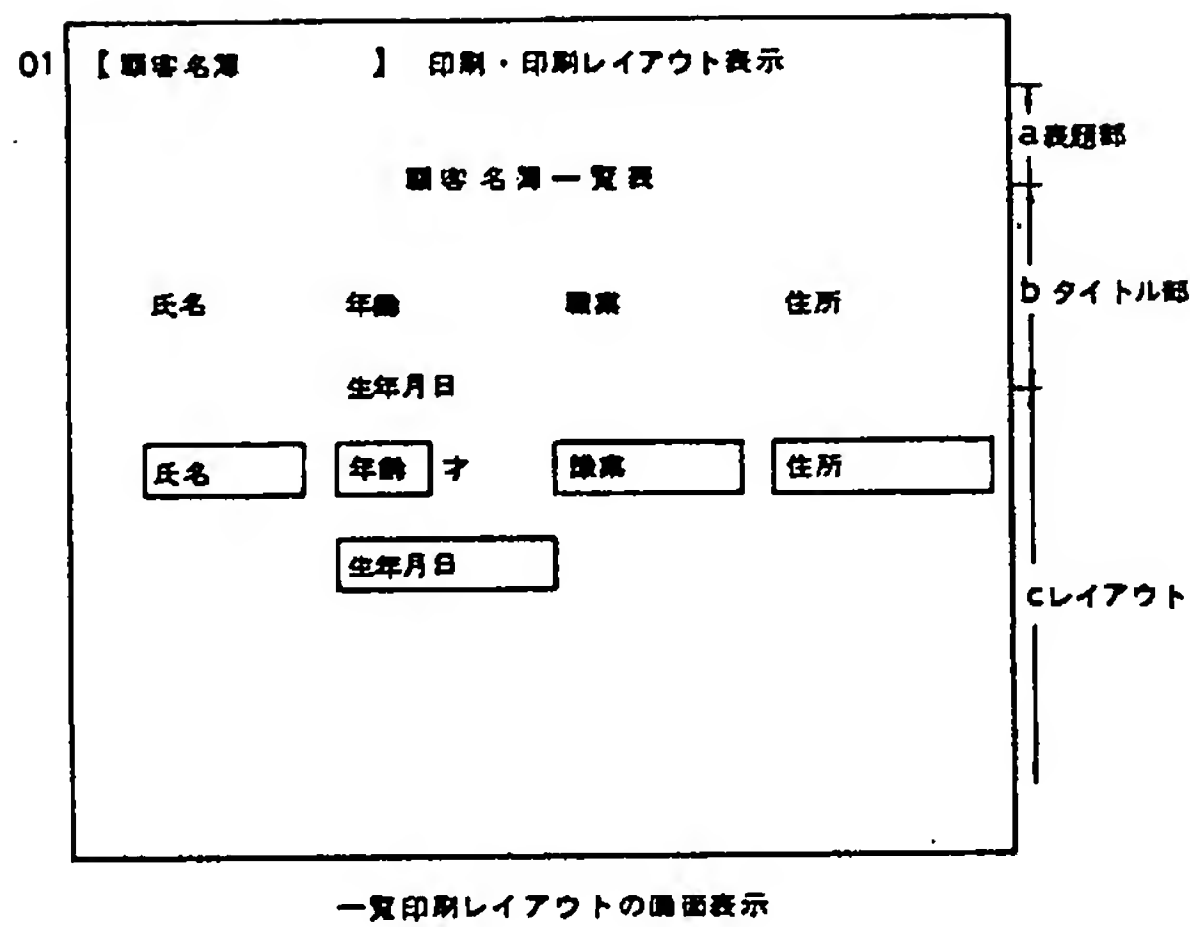 01 【顧客名簿 】 印刷・印刷レイアウト表示
a表題部
顧客名簿一覧表
氏名 年齢 職業 住所
bタイトル部
生年月日
氏名 年齢 才 職業 住所
生年月日
cレイアウト
一覧印刷レイアウトの画面表示